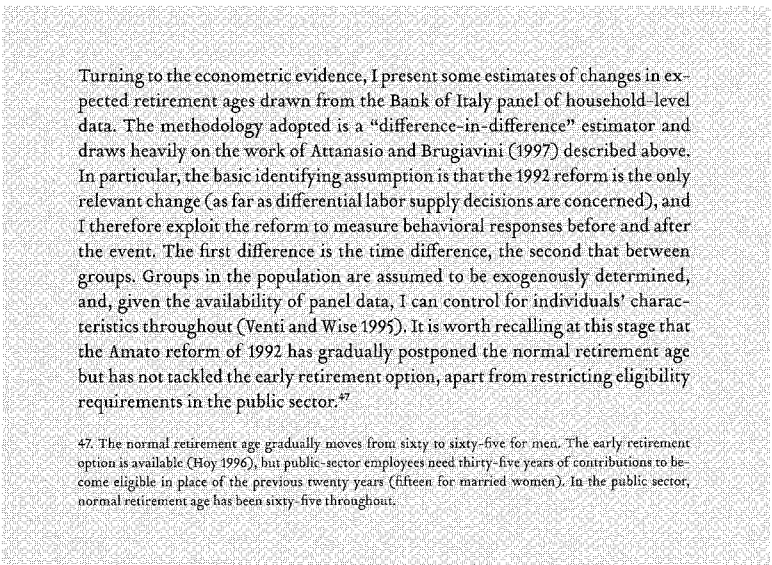 Turning to the econometric evidence, I present some estimates of changes in ex-
pected retirement ages drawn from the Bank of Italy panel of household-level
data. The methodology adopted is a “difference-in-difference” estimator and
draws heavily on the work of Attanasio and Brugiavini (1997) described above.
In particular, the basic identifying assumption is that the 1992 reform is the only
relevant change (as far as differential labor supply decisions are concerned), and
I therefore exploit the reform to measure behavioral responses before and after
the event. The first difference is the time difference, the second that between
groups. Groups in the population are assumed to be exogenously determined,
and, given the availability of panel data, I can control for individuals’ charac-
teristics throughout (Venti and Wise 1995). It is worth recalling at this stage that
the Amato reform of 1992 has gradually postponed the normal retirement age
but has not tackled the early retirement option, apart from restricting eligibility
requirements in the public sector.47
47. The normal retirement age gradually moves from sixty to sixty-five for men. The early retirement
option is available (Hoy 1996), but public-sector employees need thirty-five years of contributions to be-
come eligible in place of the previous twenty years (fifteen for married women). In the public sector,
normal retirement age has been sixty-five throughout.